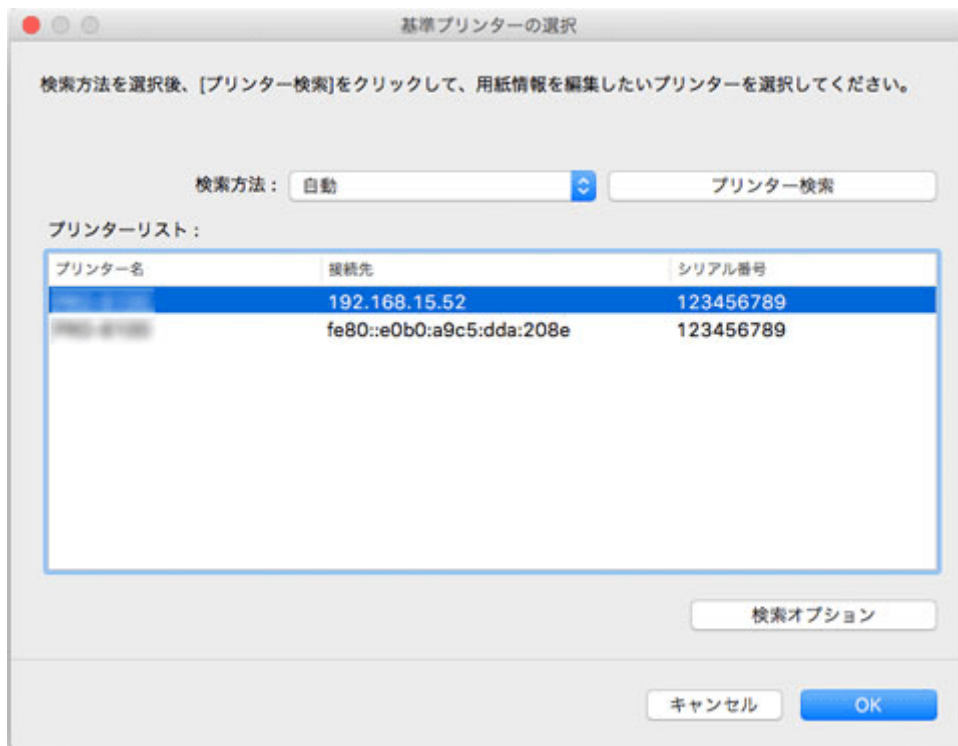 基準プリンターの選択
検索方法を選択後、[プリンター検索]をクリックして、用紙情報を編集したいプリンターを選択してください。
検索方法： 自動 プリンター検索
プリンターリスト：
プリンター名 接続先 シリアル番号
192.168.15.52 123456789
fe80::e0b0:a9c5:dda:208e 123456789
検索オプション
キャンセル OK